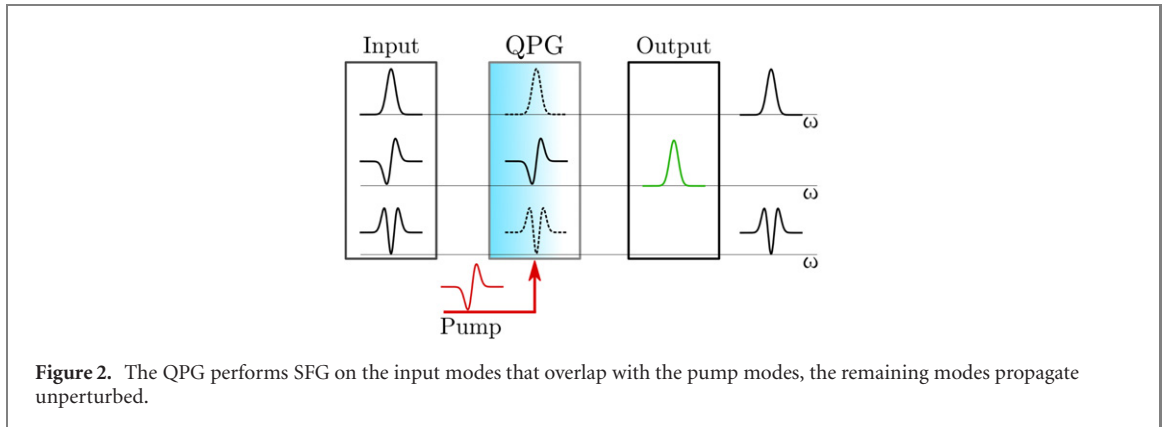 Input QPG Output
ω
ω
ω
Pump
Figure 2. The QPG performs SFG on the input modes that overlap with the pump modes, the remaining modes propagate
unperturbed.